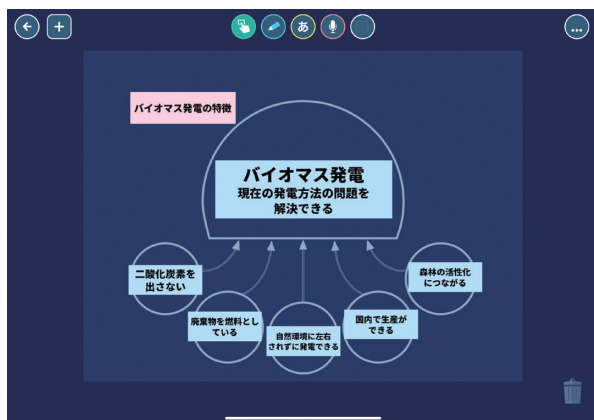 あ
バイオマス発電の特徴
バイオマス発電
現在の発電方法の問題を
解決できる
二酸化炭素を
出さない
廃棄物を燃料とし
ている
自然環境に左右
されずに発電できる
国内で生産が
できる
森林の活性化
につながる